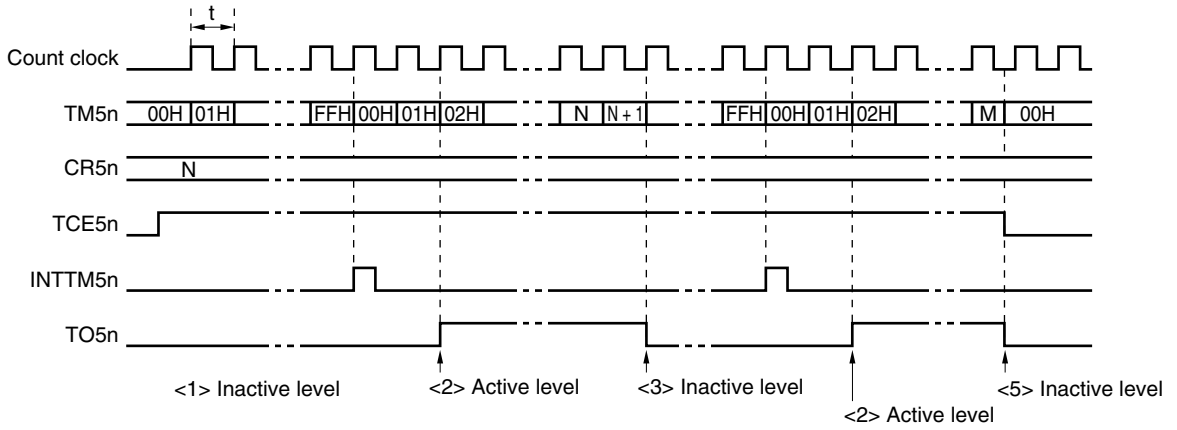 t
Count clock
TM5n 00H 01H FFH 00H 01H 02H N N + 1 FFH 00H 01H 02H M 00H
CR5n N
TCE5n
INTTM5n
TO5n
<1> Inactive level <2> Active level <3> Inactive level <5> Inactive level
<2> Active level